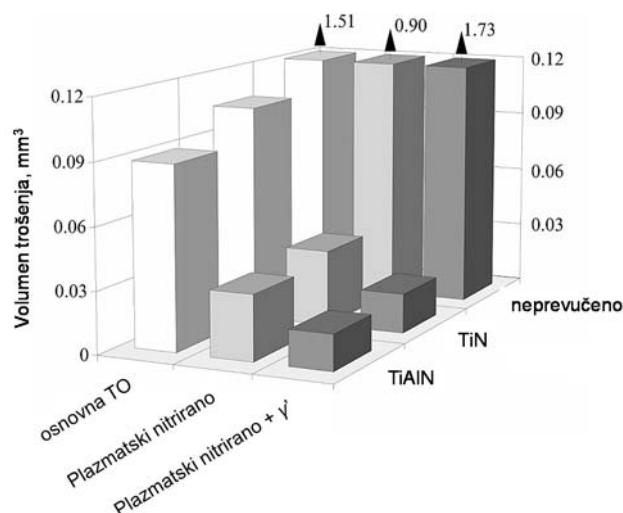 1.51
0.90
1.73
0.12
0.09
0.06
0.03
0
Volumen trošenja, mm³
0.12
0.09
0.06
0.03
neprevučeno
TiN
TiAlN
osnovna TO
Plazmatski nitrirano
Plazmatski nitrirano + γ'